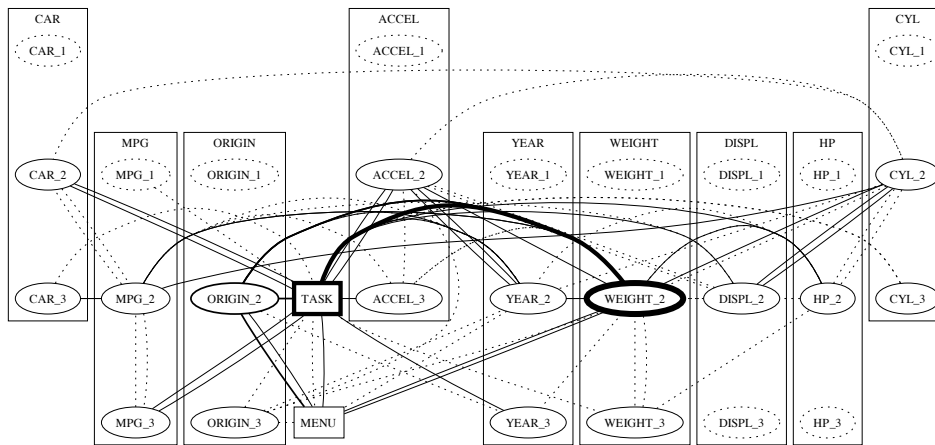 CAR ACCEL CYL
CAR_1 ACCEL_1 CYL_1
MPG ORIGIN YEAR WEIGHT DISPL HP
CAR_2 MPG_1 ORIGIN_1 ACCEL_2 YEAR_1 WEIGHT_1 DISPL_1 HP_1 CYL_2
CAR_3 MPG_2 ORIGIN_2 TASK ACCEL_3 YEAR_2 WEIGHT_2 DISPL_2 HP_2 CYL_3
MPG_3 ORIGIN_3 MENU YEAR_3 WEIGHT_3 DISPL_3 HP_3